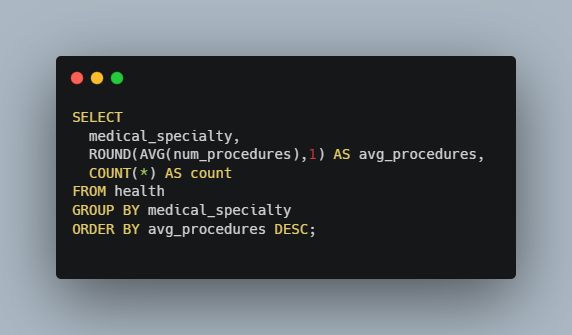 SELECT
  medical_specialty,
  ROUND(AVG(num_procedures),1) AS avg_procedures,
  COUNT(*) AS count
FROM health
GROUP BY medical_specialty
ORDER BY avg_procedures DESC;